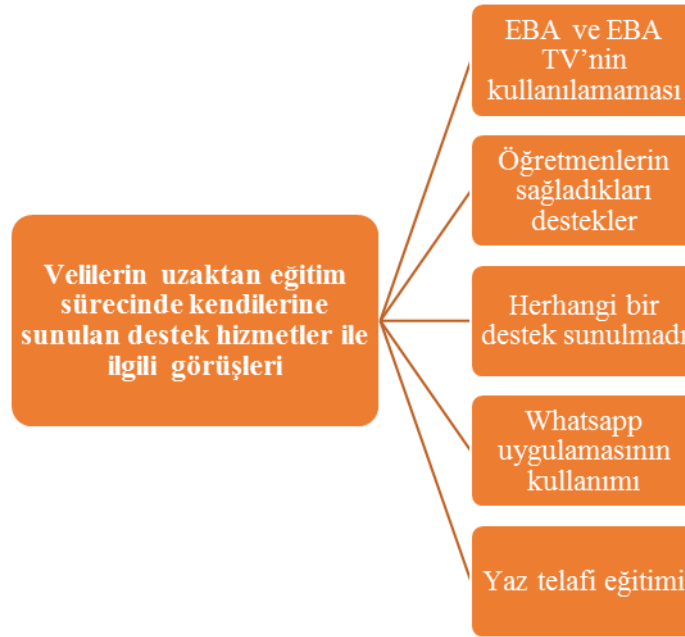 EBA ve EBA
TV’nin
kullanılamaması
Öğretmenlerin
sağladıkları
destekler
Velilerin uzaktan eğitim
sürecinde kendilerine
sunulan destek hizmetler ile
ilgili görüşleri
Herhangi bir
destek sunulmadı
Whatsapp
uygulamasının
kullanımı
Yaz telafi eğitimi